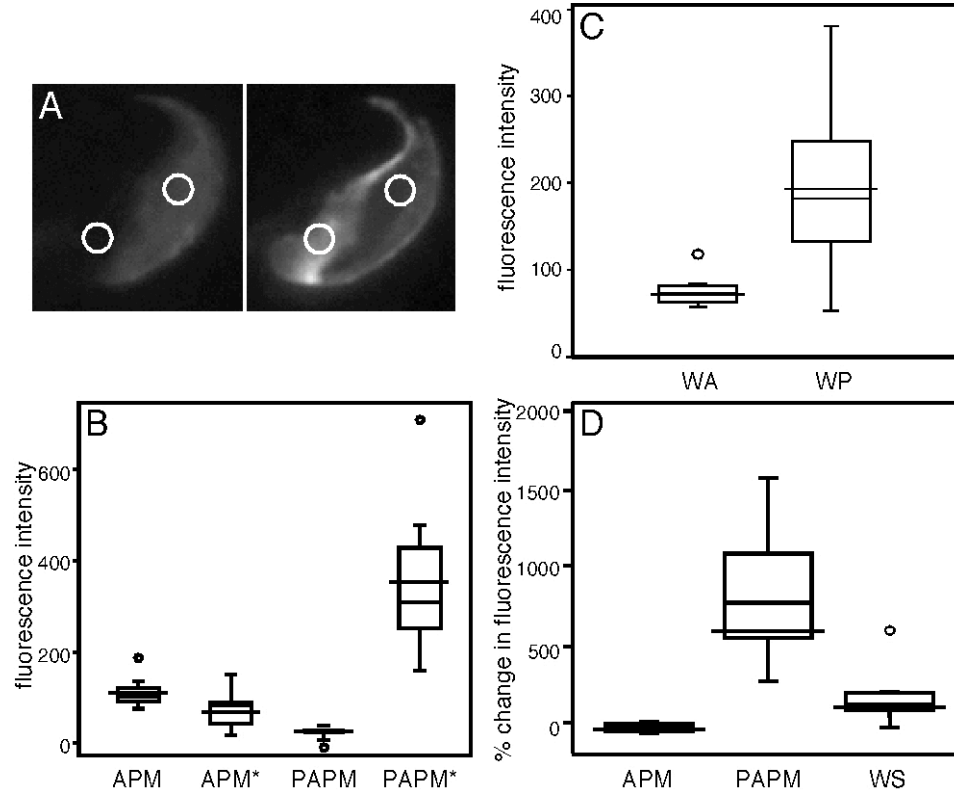 A
B
fluorescence intensity
600
400
200
0
APM
APM*
PAPM
PAPM*
C
fluorescence intensity
400
300
200
100
0
WA
WP
D
% change in fluorescence intensity
2000
1500
1000
500
0
APM
PAPM
WS